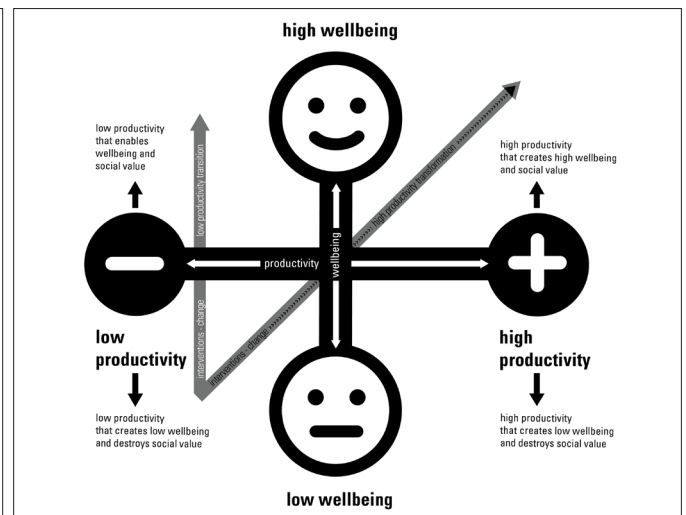 high wellbeing
low productivity
that enables
wellbeing and
social value
low productivity transition
high productivity transformation
high productivity
that creates high wellbeing
and social value
productivity
wellbeing
low
productivity
interventions - change
interventions - change
high
productivity
low productivity
that creates low wellbeing
and destroys social value
high productivity
that creates low wellbeing
and destroys social value
low wellbeing